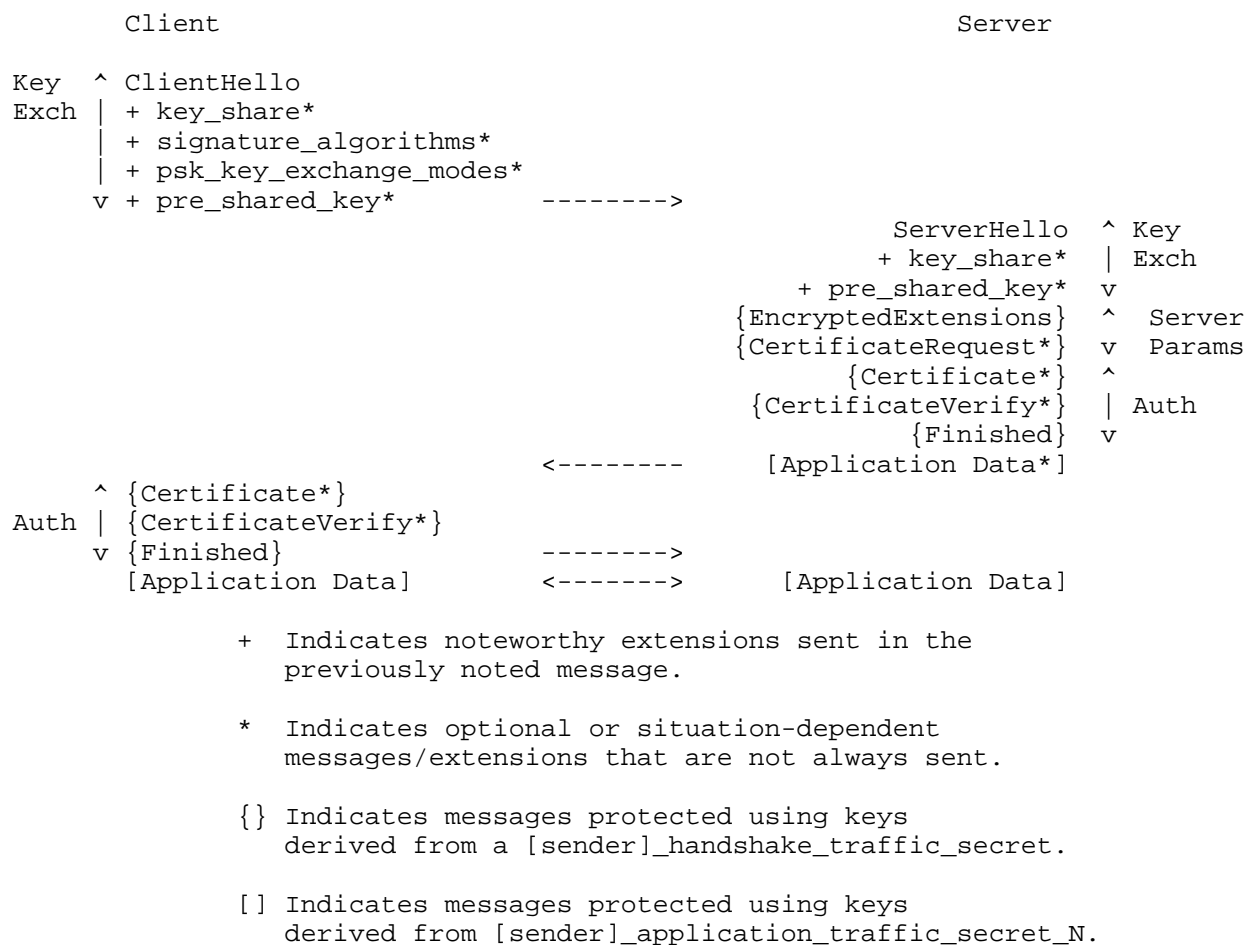 Client                                           Server

Key  ^ ClientHello
Exch | + key_share*
     | + signature_algorithms*
     | + psk_key_exchange_modes*
     v + pre_shared_key*         -------->
                                                       ServerHello  ^ Key
                                                      + key_share*  | Exch
                                                 + pre_shared_key*  v
                                             {EncryptedExtensions}  ^  Server
                                             {CertificateRequest*}  v  Params
                                                    {Certificate*}  ^
                                              {CertificateVerify*}  | Auth
                                                        {Finished}  v
                                 <--------     [Application Data*]
     ^ {Certificate*}
Auth | {CertificateVerify*}
     v {Finished}                -------->
       [Application Data]        <------->      [Application Data]

              +  Indicates noteworthy extensions sent in the
                 previously noted message.

              *  Indicates optional or situation-dependent
                 messages/extensions that are not always sent.

              {} Indicates messages protected using keys
                 derived from a [sender]_handshake_traffic_secret.

              [] Indicates messages protected using keys
                 derived from [sender]_application_traffic_secret_N.